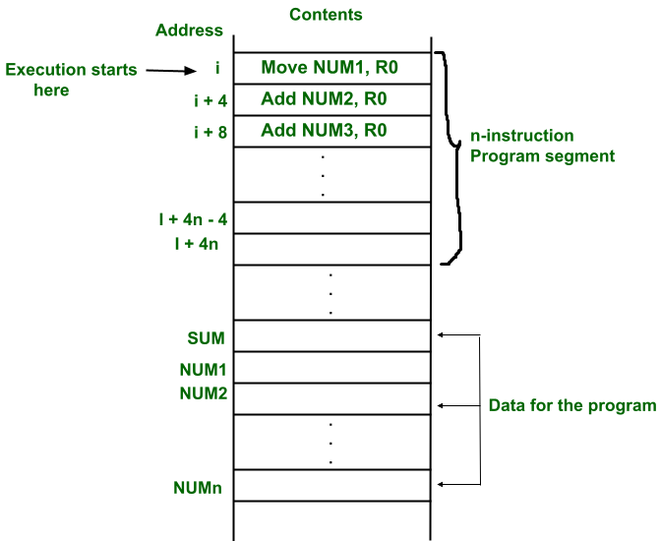 Contents
Address
Execution starts
here
i
Move NUM1, R0
i + 4
Add NUM2, R0
i + 8
Add NUM3, R0
n-instruction
Program segment
I + 4n - 4
I + 4n
SUM
NUM1
NUM2
Data for the program
NUMn